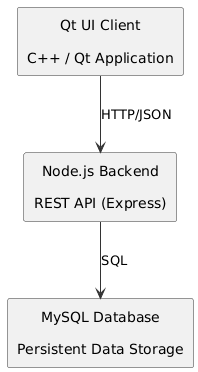 Qt UI Client
C++ / Qt Application
HTTP/JSON
Node.js Backend
REST API (Express)
SQL
MySQL Database
Persistent Data Storage